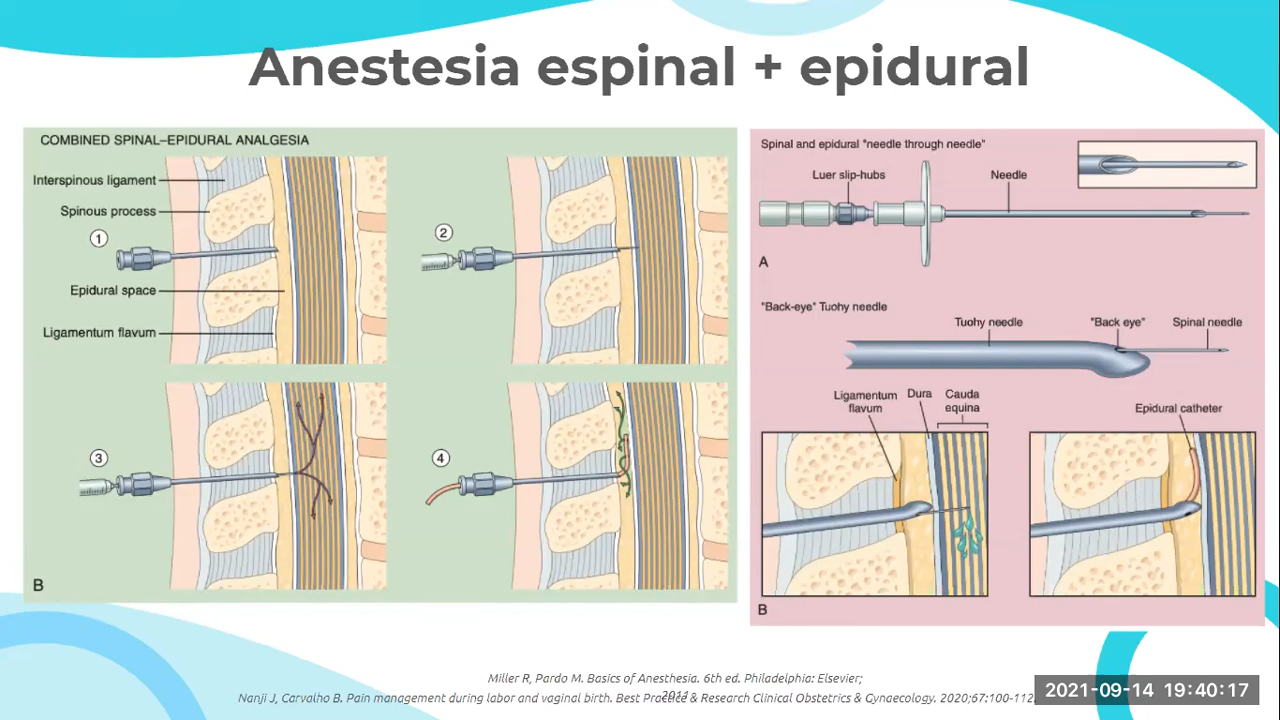 Anestesia espinal + epidural
COMBINED SPINAL–EPIDURAL ANALGESIA
Interspinous ligament
Spinous process
1
2
Epidural space
Ligamentum flavum
3
4
B
Spinal and epidural "needle through needle"
Luer slip-hubs
Needle
A
"Back-eye" Tuohy needle
Tuohy needle
"Back eye"
Spinal needle
Ligamentum
flavum
Dura
Cauda
equina
Epidural catheter
B
Miller R, Pardo M. Basics of Anesthesia. 6th ed. Philadelphia: Elsevier;
2011.
Nanji J, Carvalho B. Pain management during labor and vaginal birth. Best Practice & Research Clinical Obstetrics & Gynaecology. 2020;67:100-112.
2021-09-14 19:40:17